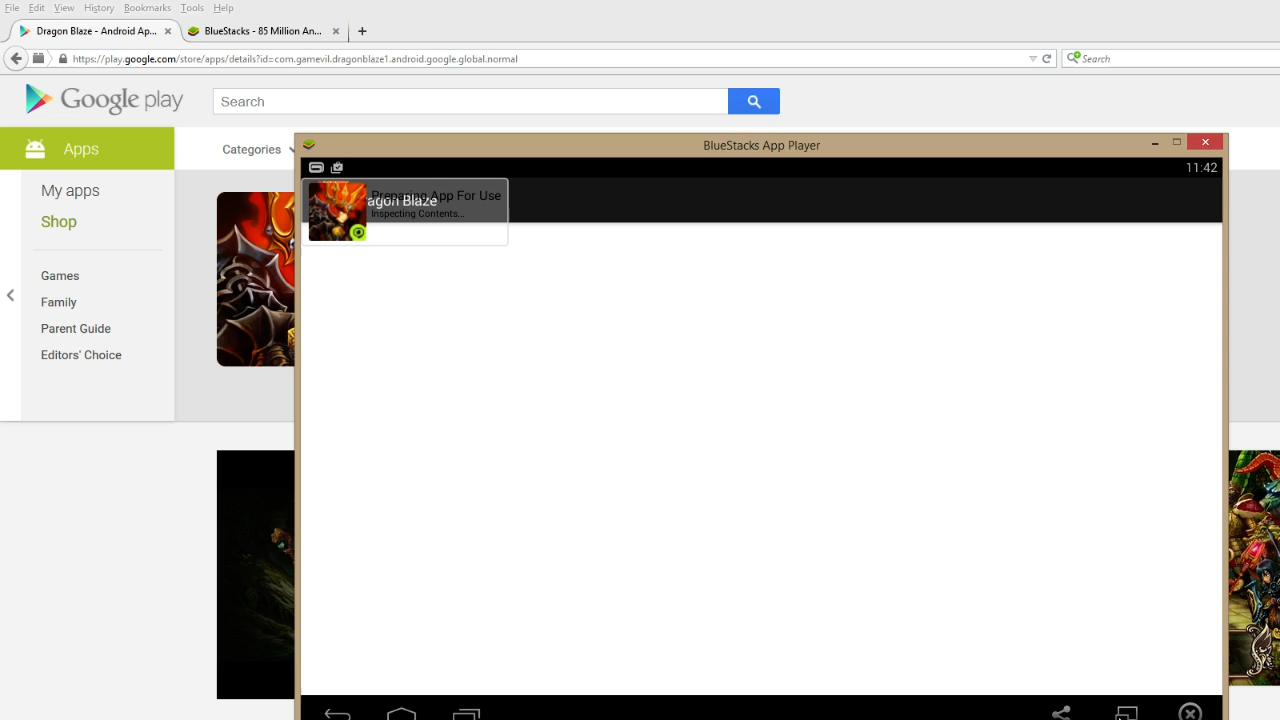 File Edit View History Bookmarks Tools Help
Dragon Blaze - Android Ap... BlueStacks - 85 Million An...
https://play.google.com/store/apps/details?id=com.gamevil.dragonblaze1.android.google.global.normal Search
Google play Search
Apps Categories
BlueStacks App Player
11:42
My apps
Shop
Games
Family
Parent Guide
Editors' Choice
Preparing App For Use
agon Blaze
Inspecting Contents...